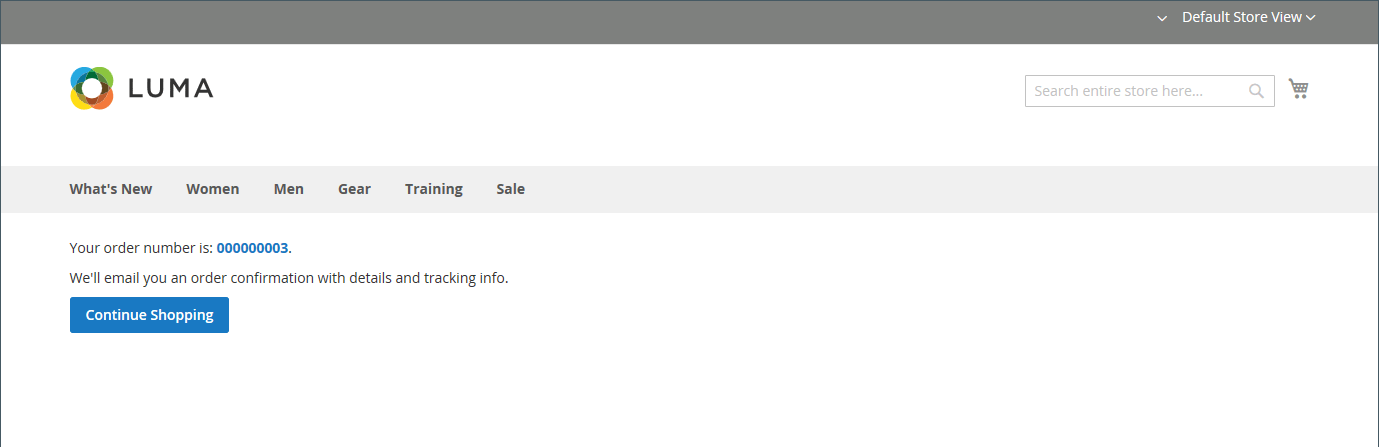 Default Store View
LUMA
Search entire store here...
What's New Women Men Gear Training Sale
Your order number is: 000000003.
We'll email you an order confirmation with details and tracking info.
Continue Shopping